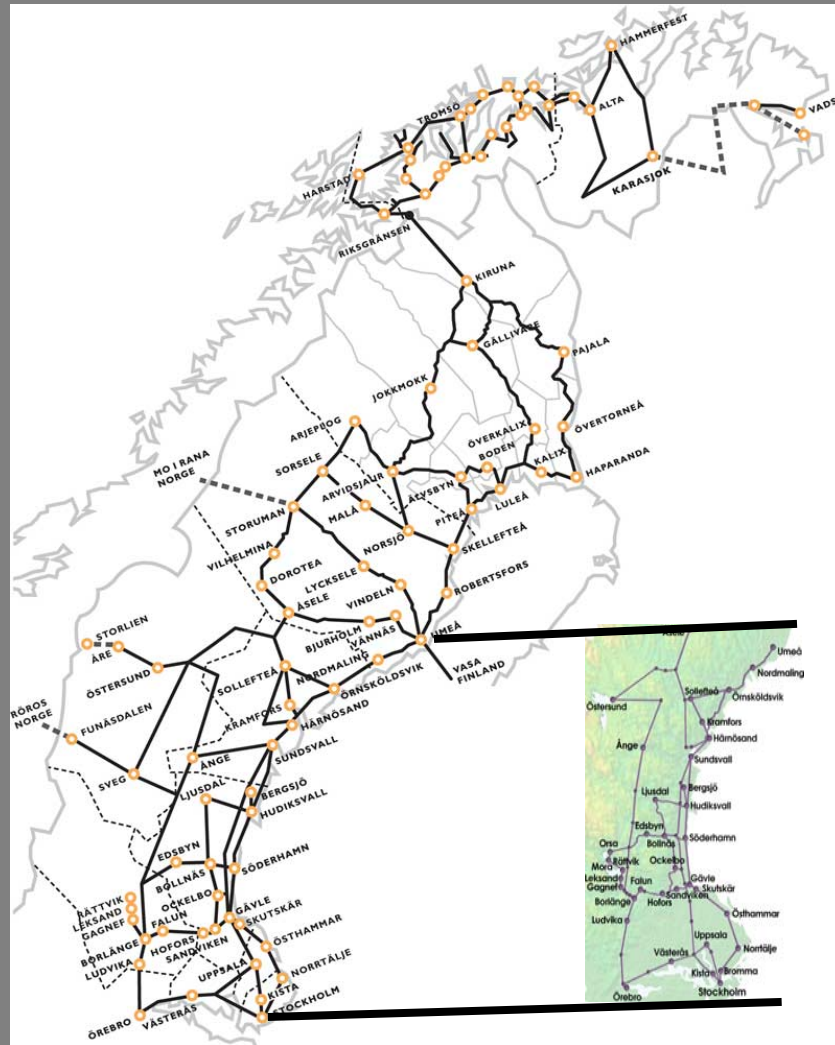 HAMMERFEST
TROMSÖ
ALTA
VADS
HARSTAD
KARASJOK
RIKSGRÄNSEN
KIRUNA
GÄLLIVARE
PAJALA
JOKKMOKK
ARJEPLOG
ÖVERKALIX
ÖVERTORNEÅ
BODEN
SORSELE
KALIX
MO I RANA
NORGE
ARVIDSJAUR
ÄLVSBYN
HAPARANDA
MALÅ
PITEÅ
LULEÅ
STORUMAN
NORSJÖ
SKELLEFTEÅ
VILHELMINA
LYCKSELE
DOROTEA
VINDELN
ROBERTSFORS
ÅSELE
STORLIEN
BJURHOLM
VÄNNÄS
UMEÅ
ÅRE
NORDMALING
VASA
FINLAND
ÖSTERSUND
SOLLEFTEÅ
ÖRNSKÖLDSVIK
RÖROS
NORGE
FUNÄSDALEN
KRAMFORS
HÄRNÖSAND
SUNDSVALL
ÅNGE
SVEG
LJUSDAL
BERGSJÖ
HUDIKSVALL
EDSBYN
BOLLNÄS
SÖDERHAMN
RÄTTVIK
LEKSAND
GAGNEF
OCKELBO
GÄVLE
FALUN
SKUTSKÄR
BORLÄNGE
HOFORS
SANDVIKEN
ÖSTHAMMAR
LUDVIKA
UPPSALA
NORRTÄLJE
KISTA
ÖREBRO
VÄSTERÅS
STOCKHOLM
Åsele
Umeå
Nordmaling
Sollefteå
Örnsköldsvik
Östersund
Kramfors
Härnösand
Ånge
Sundsvall
Bergsjö
Ljusdal
Hudiksvall
Edsbyn
Söderhamn
Orsa
Bollnäs
Mora
Rättvik
Ockelbo
Leksand
Falun
Gävle
Gagnef
Skutskär
Sandviken
Borlänge
Hofors
Östhammar
Ludvika
Uppsala
Västerås
Norrtälje
Kista
Bromma
Örebro
Stockholm